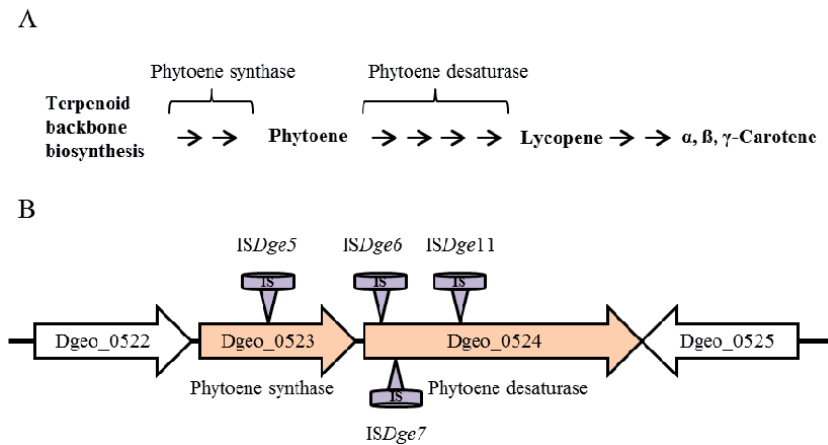 A
Phytoene synthase
Phytoene desaturase
Terpenoid
backbone
biosynthesis
Phytoene
Lycopene
α, ß, γ-Carotene
B
ISDge5
ISDge6
ISDge11
IS
IS
IS
Dgeo_0522
Dgeo_0523
Dgeo_0524
Dgeo_0525
Phytoene synthase
Phytoene desaturase
IS
ISDge7